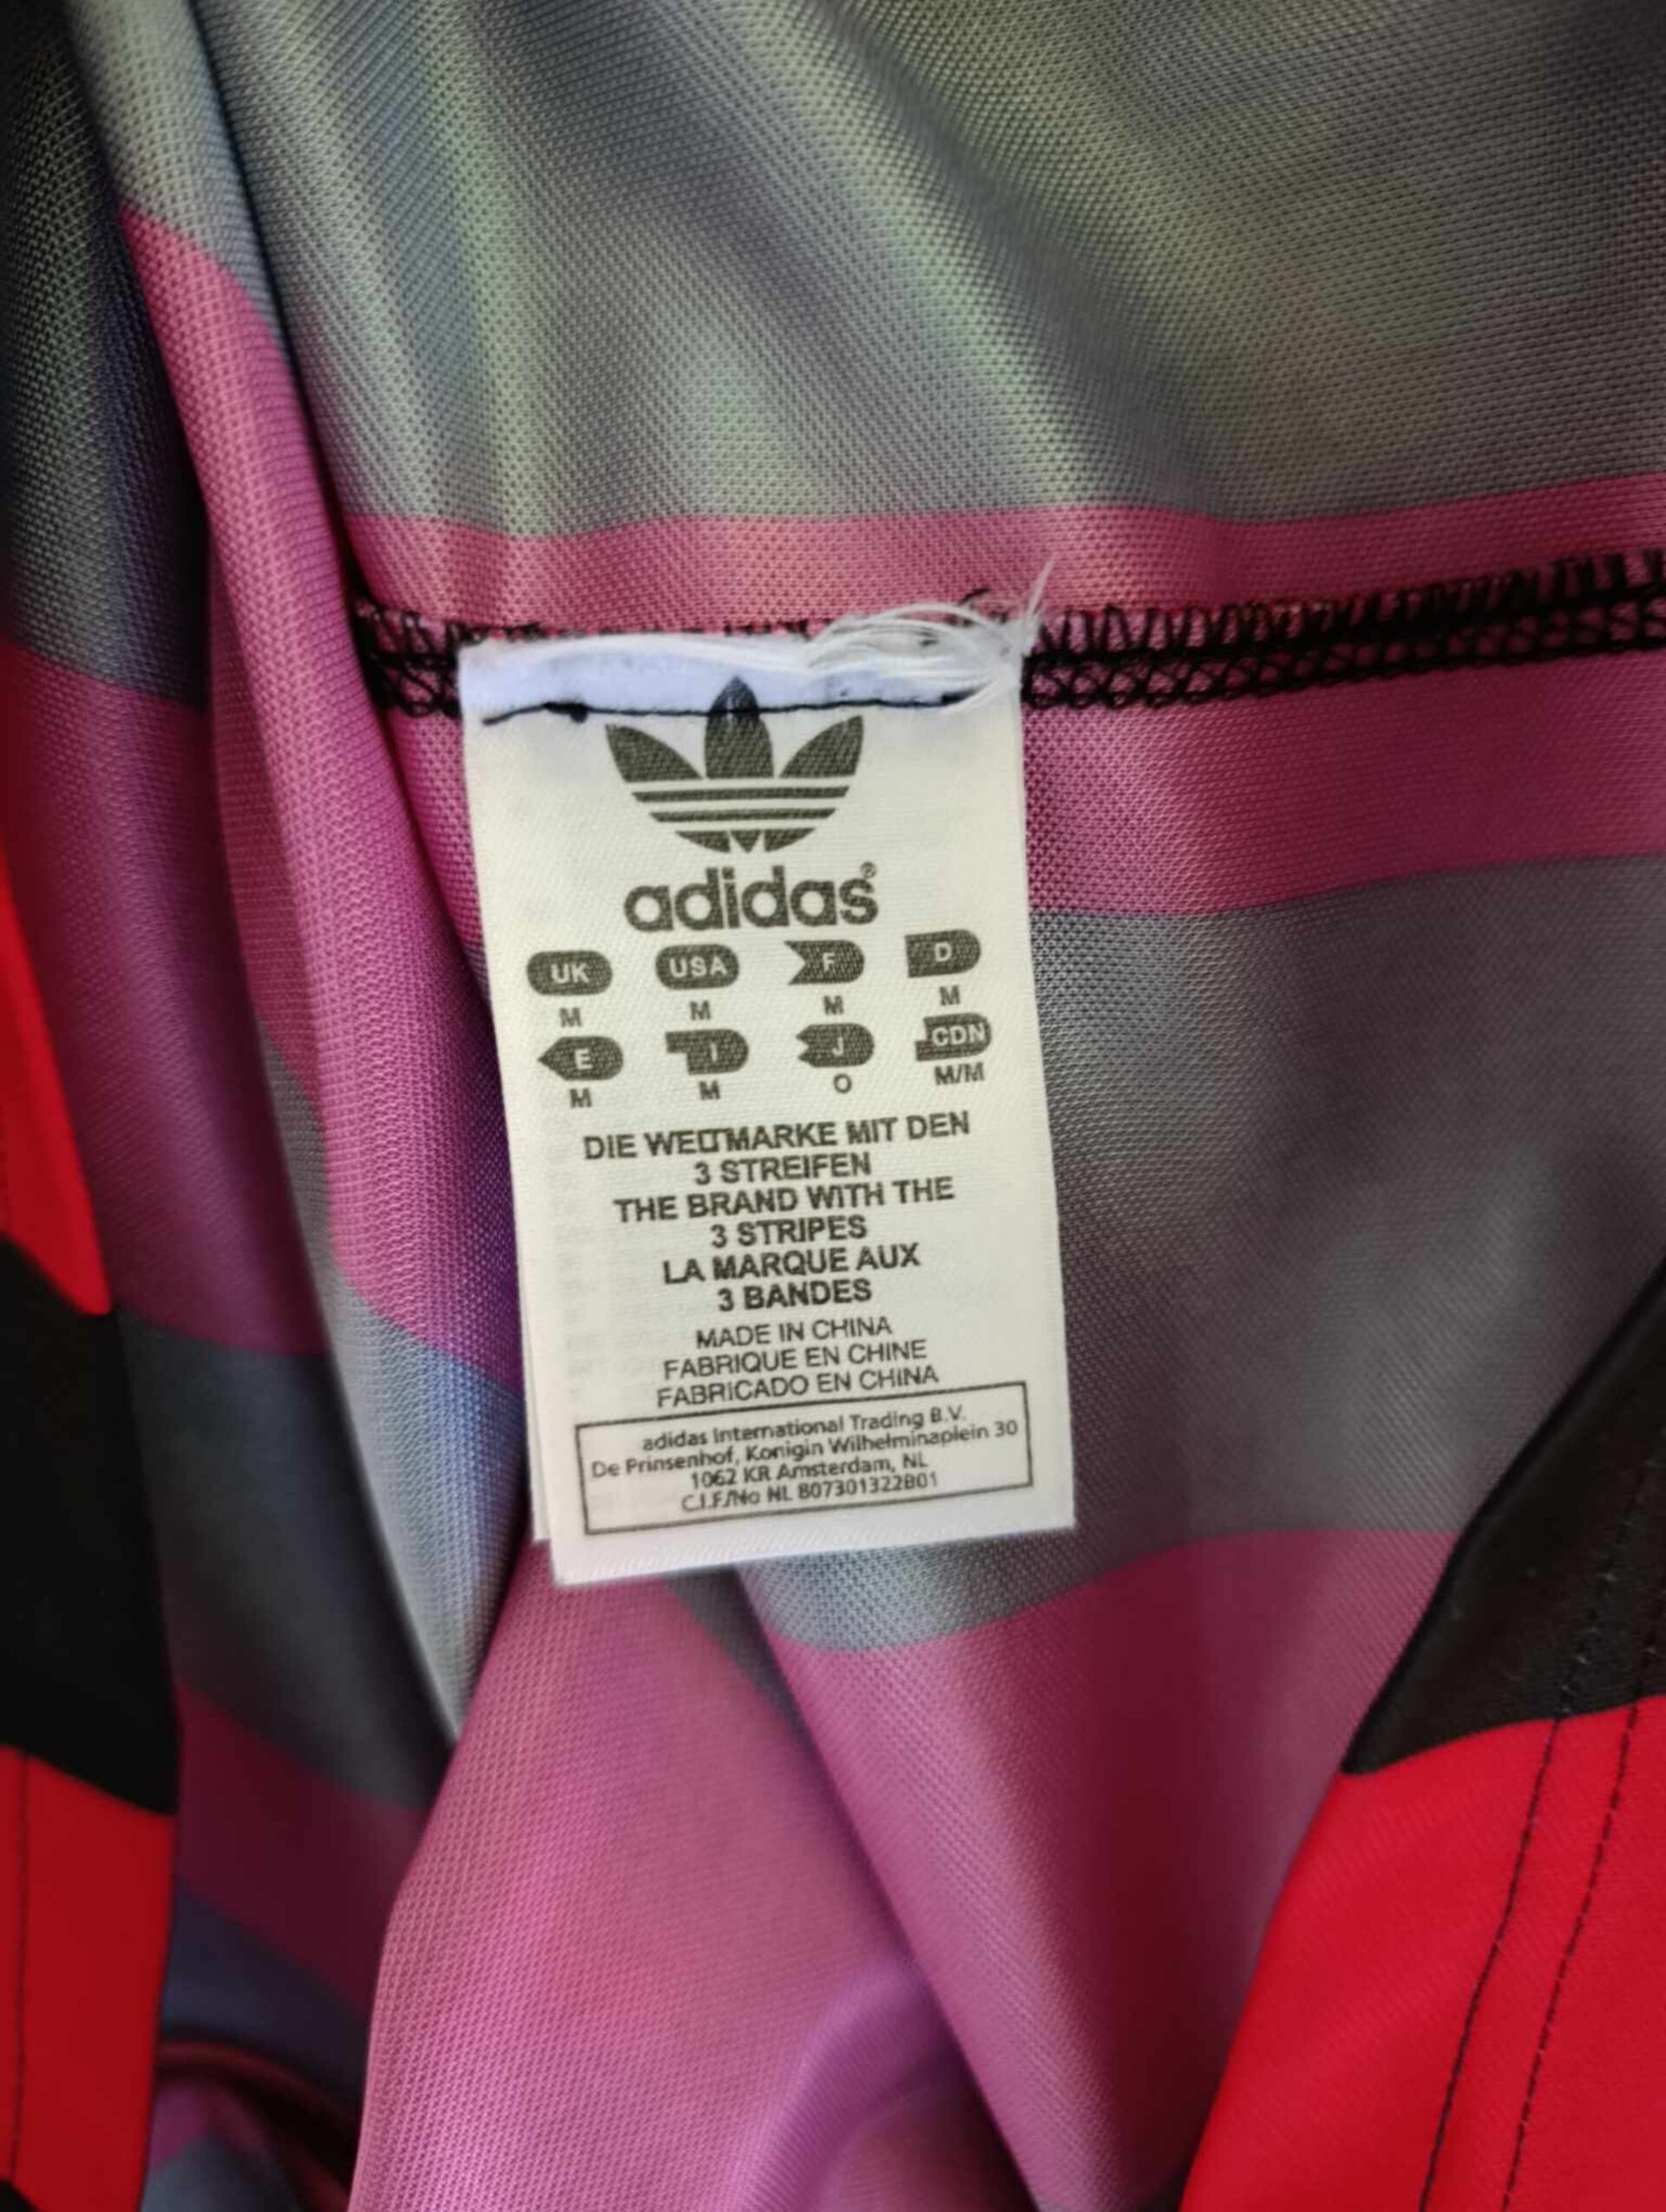 adidas®
UK USA F D
M M M M
E I J CDN
M M O M/M
DIE WELTMARKE MIT DEN
3 STREIFEN
THE BRAND WITH THE
3 STRIPES
LA MARQUE AUX
3 BANDES
MADE IN CHINA
FABRIQUE EN CHINE
FABRICADO EN CHINA
adidas International Trading B.V.
De Prinsenhof, Konigin Wilhelminaplein 30
1062 KR Amsterdam, NL
C.I.F./No NL 807301322B01